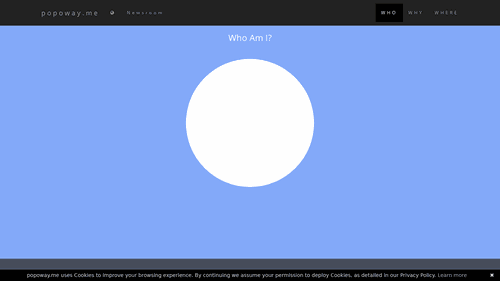 popoway.me Newsroom WHO WHY WHERE
Who Am I?
popoway.me uses Cookies to improve your browsing experience. By continuing we assume your permission to deploy Cookies, as detailed in our Privacy Policy. Learn more ×